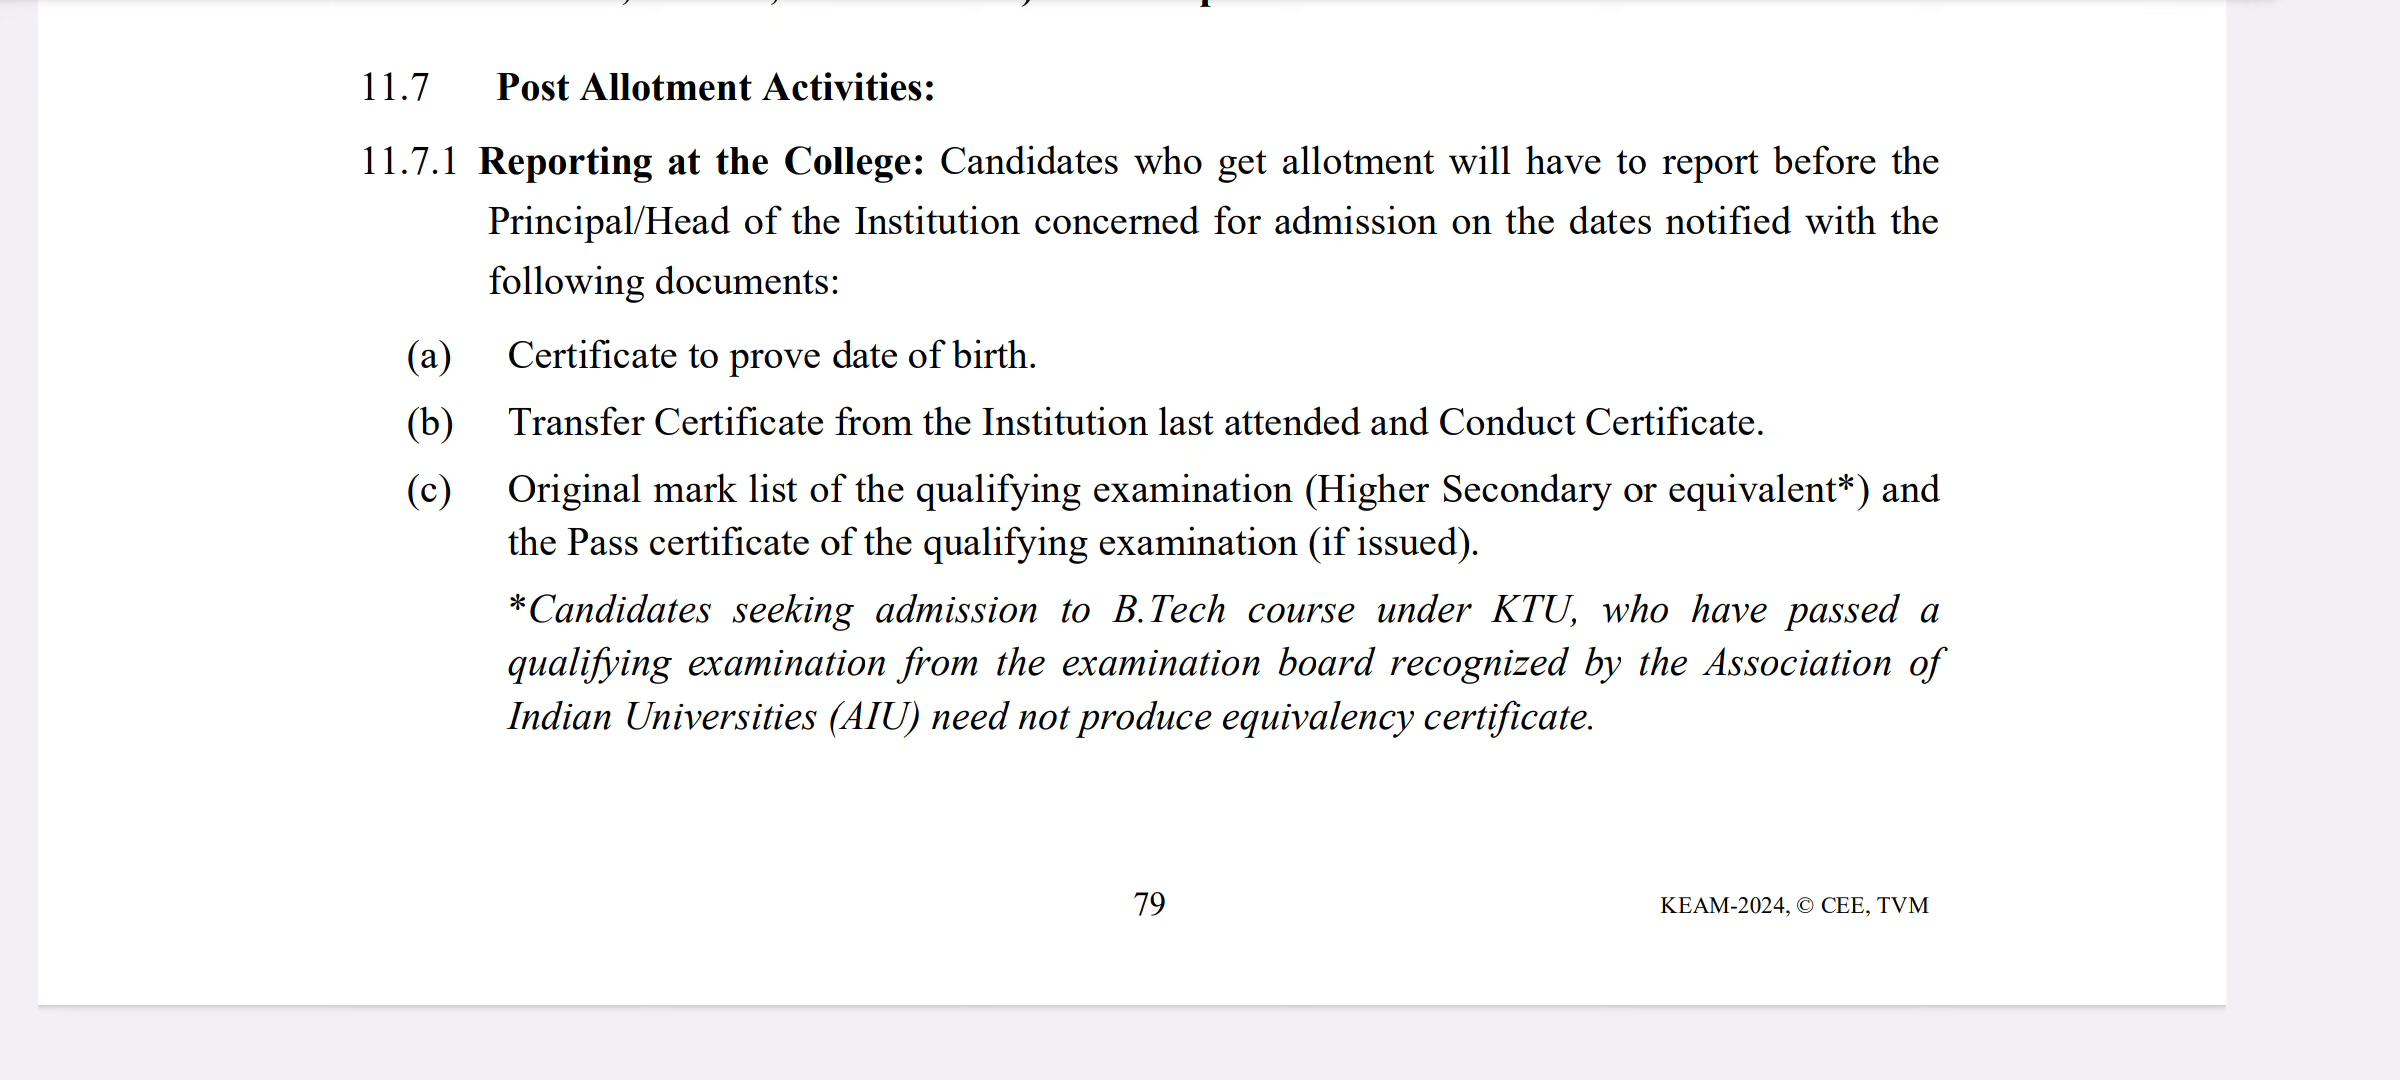 11.7 Post Allotment Activities:
11.7.1 Reporting at the College: Candidates who get allotment will have to report before the
Principal/Head of the Institution concerned for admission on the dates notified with the
following documents:
(a) Certificate to prove date of birth.
(b) Transfer Certificate from the Institution last attended and Conduct Certificate.
(c) Original mark list of the qualifying examination (Higher Secondary or equivalent*) and
the Pass certificate of the qualifying examination (if issued).
*Candidates seeking admission to B.Tech course under KTU, who have passed a
qualifying examination from the examination board recognized by the Association of
Indian Universities (AIU) need not produce equivalency certificate.
79
KEAM-2024, © CEE, TVM